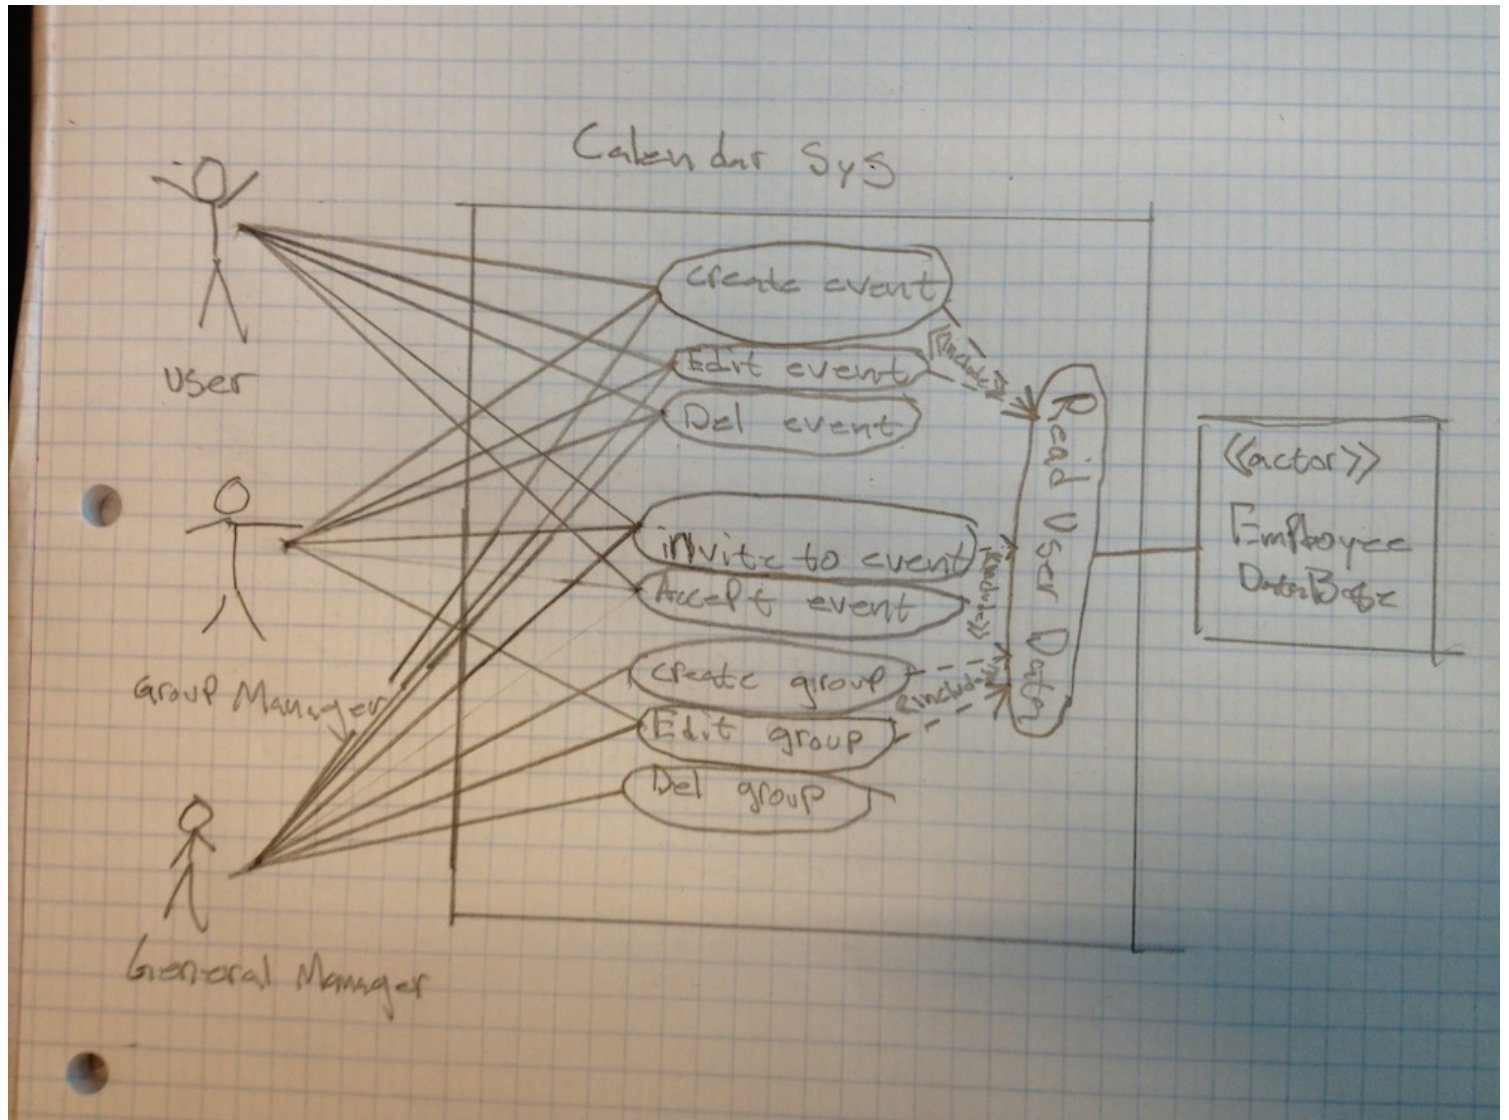 Calendar Sys
User
Group Manager
General Manager
create event
Edit event
Del event
invite to event
Accept event
create group
Edit group
Del group
<<include>>
<<include>>
<<include>>
Read User Data
<<actor>>
Employee
DataBase